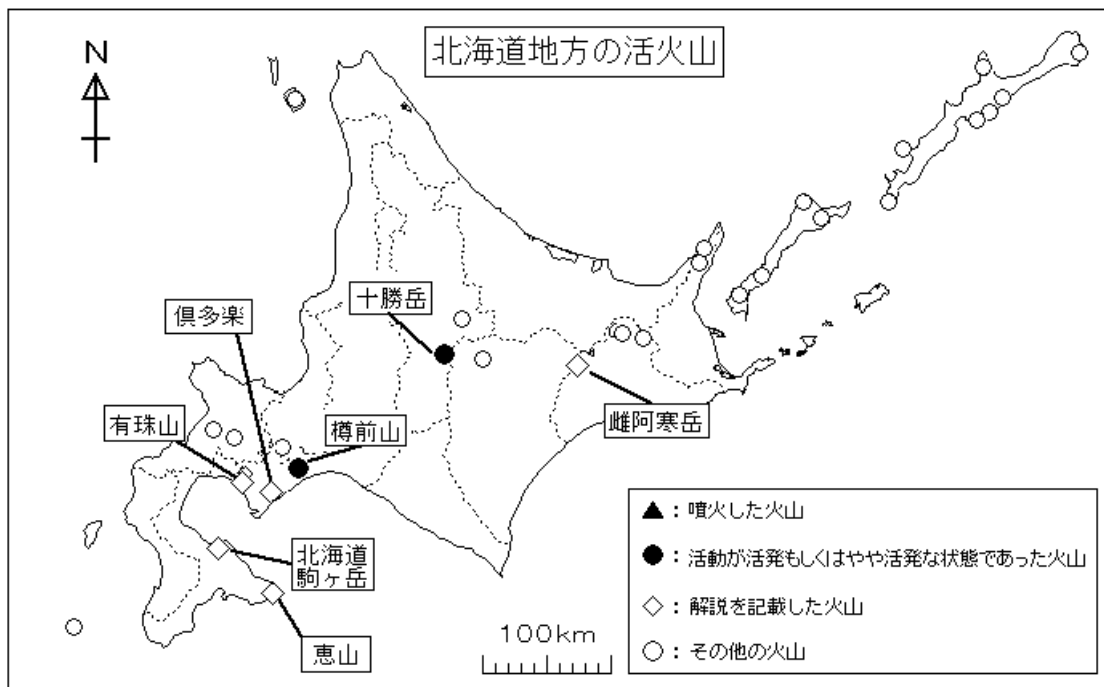 北海道地方の活火山
N
十勝岳
倶多楽
有珠山
樽前山
雌阿寒岳
北海道
駒ヶ岳
恵山
100km
▲：噴火した火山
●：活動が活発もしくはやや活発な状態であった火山
◇：解説を記載した火山
○：その他の火山